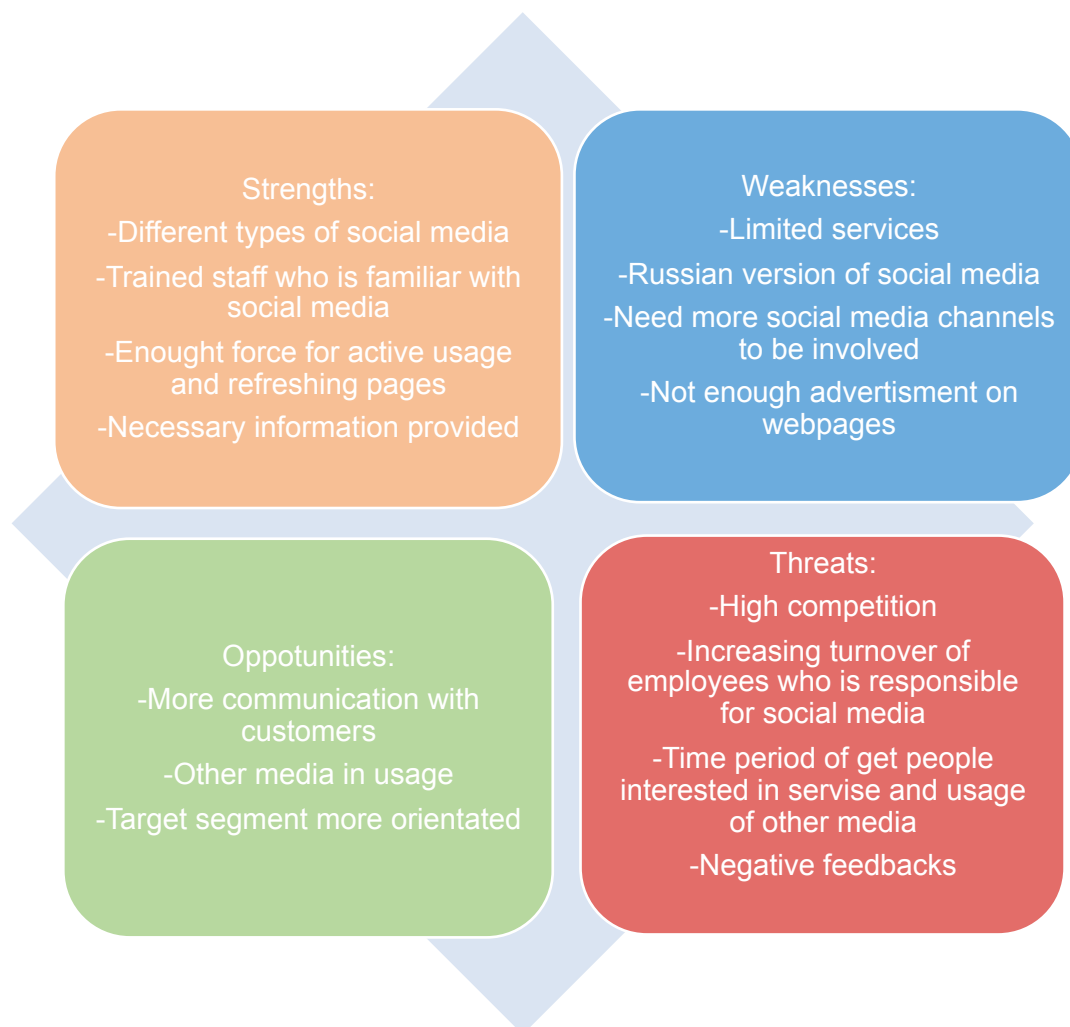 Strengths:
-Different types of social media
-Trained staff who is familiar with
social media
-Enought force for active usage
and refreshing pages
-Necessary information provided
Weaknesses:
-Limited services
-Russian version of social media
-Need more social media channels
to be involved
-Not enough advertisment on
webpages
Oppotunities:
-More communication with
customers
-Other media in usage
-Target segment more orientated
Threats:
-High competition
-Increasing turnover of
employees who is responsible
for social media
-Time period of get people
interested in servise and usage
of other media
-Negative feedbacks